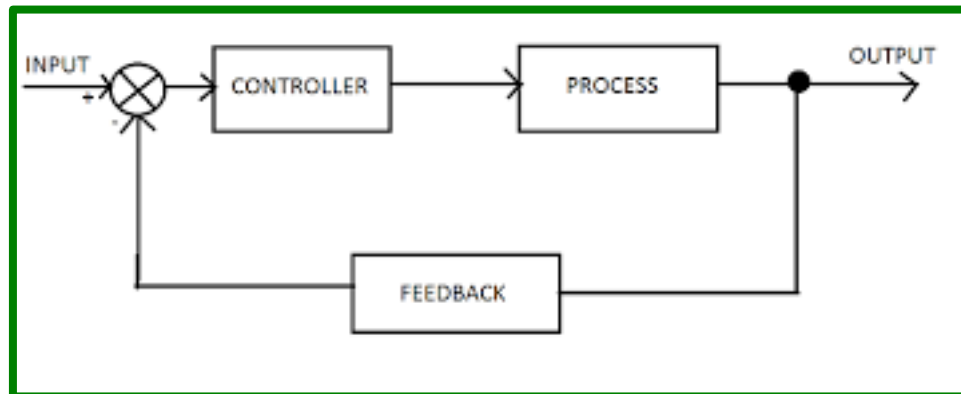 INPUT
+
-
CONTROLLER
PROCESS
OUTPUT
FEEDBACK